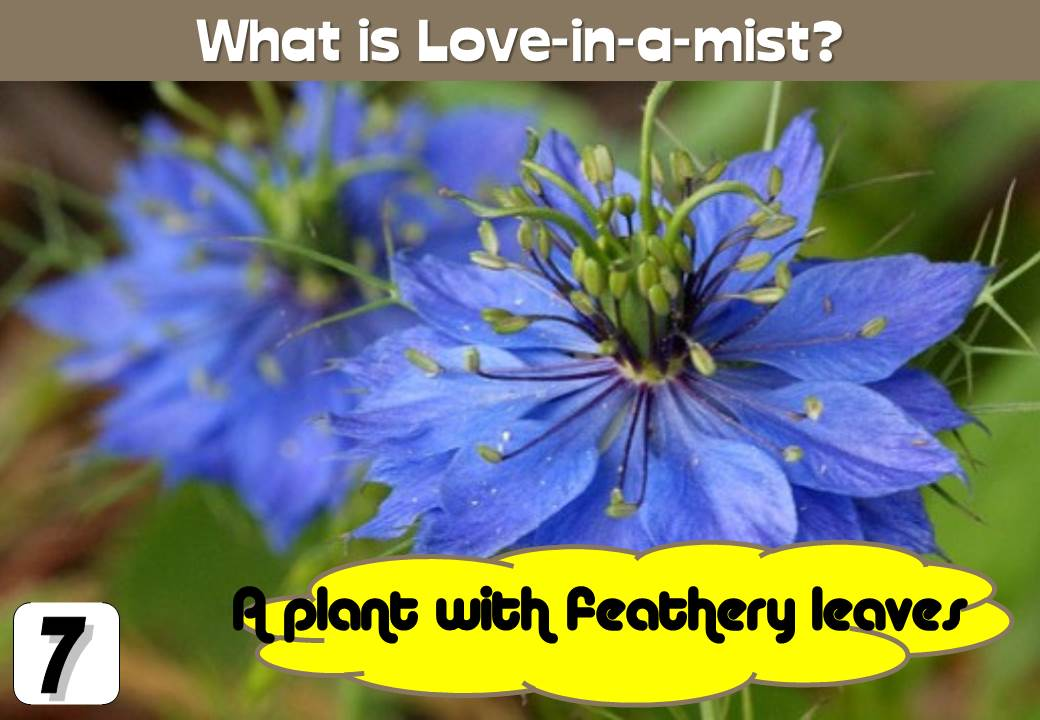 What is Love-in-a-mist?
A plant with feathery leaves
7